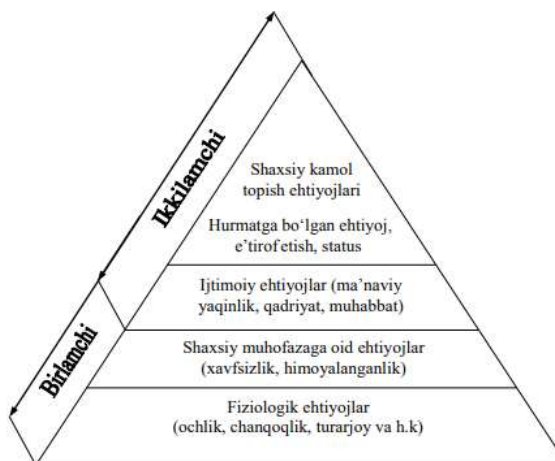 Ikkilamchi
Birlamchi
Shaxsiy kamol
topish ehtiyojlari
Hurmatga bo‘lgan ehtiyoj,
e’tirof etish, status
Ijtimoiy ehtiyojlar (ma’naviy
yaqinlik, qadriyat, muhabbat)
Shaxsiy muhofazaga oid ehtiyojlar
(xavfsizlik, himoyalanganlik)
Fiziologik ehtiyojlar
(ochlik, chanqoqlik, turarjoy va h.k)